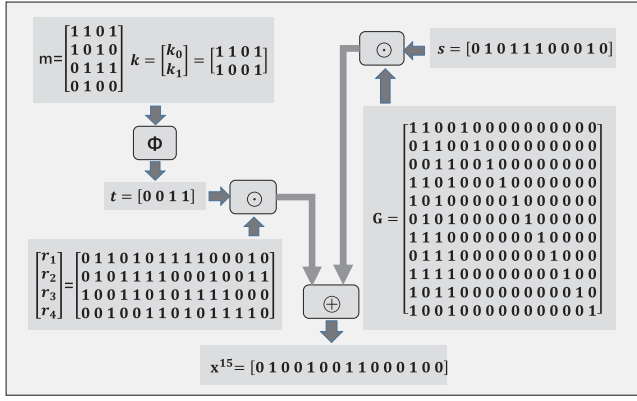 m= [1 1 0 1
1 0 1 0
0 1 1 1
0 1 0 0]
k = [k₀
k₁] = [1 1 0 1
1 0 0 1]
⊙
s = [0 1 0 1 1 1 0 0 0 1 0]
Φ
t = [0 0 1 1]
⊙
G = [1 1 0 0 1 0 0 0 0 0 0 0 0 0 0
0 1 1 0 0 1 0 0 0 0 0 0 0 0 0
0 0 1 1 0 0 1 0 0 0 0 0 0 0 0
1 1 0 1 0 0 0 1 0 0 0 0 0 0 0
1 0 1 0 0 0 0 0 1 0 0 0 0 0 0
0 1 0 1 0 0 0 0 0 1 0 0 0 0 0
1 1 1 0 0 0 0 0 0 0 1 0 0 0 0
0 1 1 1 0 0 0 0 0 0 0 1 0 0 0
1 1 1 1 0 0 0 0 0 0 0 0 1 0 0
1 0 1 1 0 0 0 0 0 0 0 0 0 1 0
1 0 0 1 0 0 0 0 0 0 0 0 0 0 1]
[r₁
r₂
r₃
r₄] = [0 1 1 0 1 0 1 1 1 1 0 0 0 1 0
0 1 0 1 1 1 1 0 0 0 1 0 0 1 1
1 0 0 1 1 0 1 0 1 1 1 1 0 0 0
0 0 1 0 0 1 1 0 1 0 1 1 1 1 0]
⊕
x¹⁵= [0 1 0 0 1 0 0 1 1 0 0 0 1 0 0]